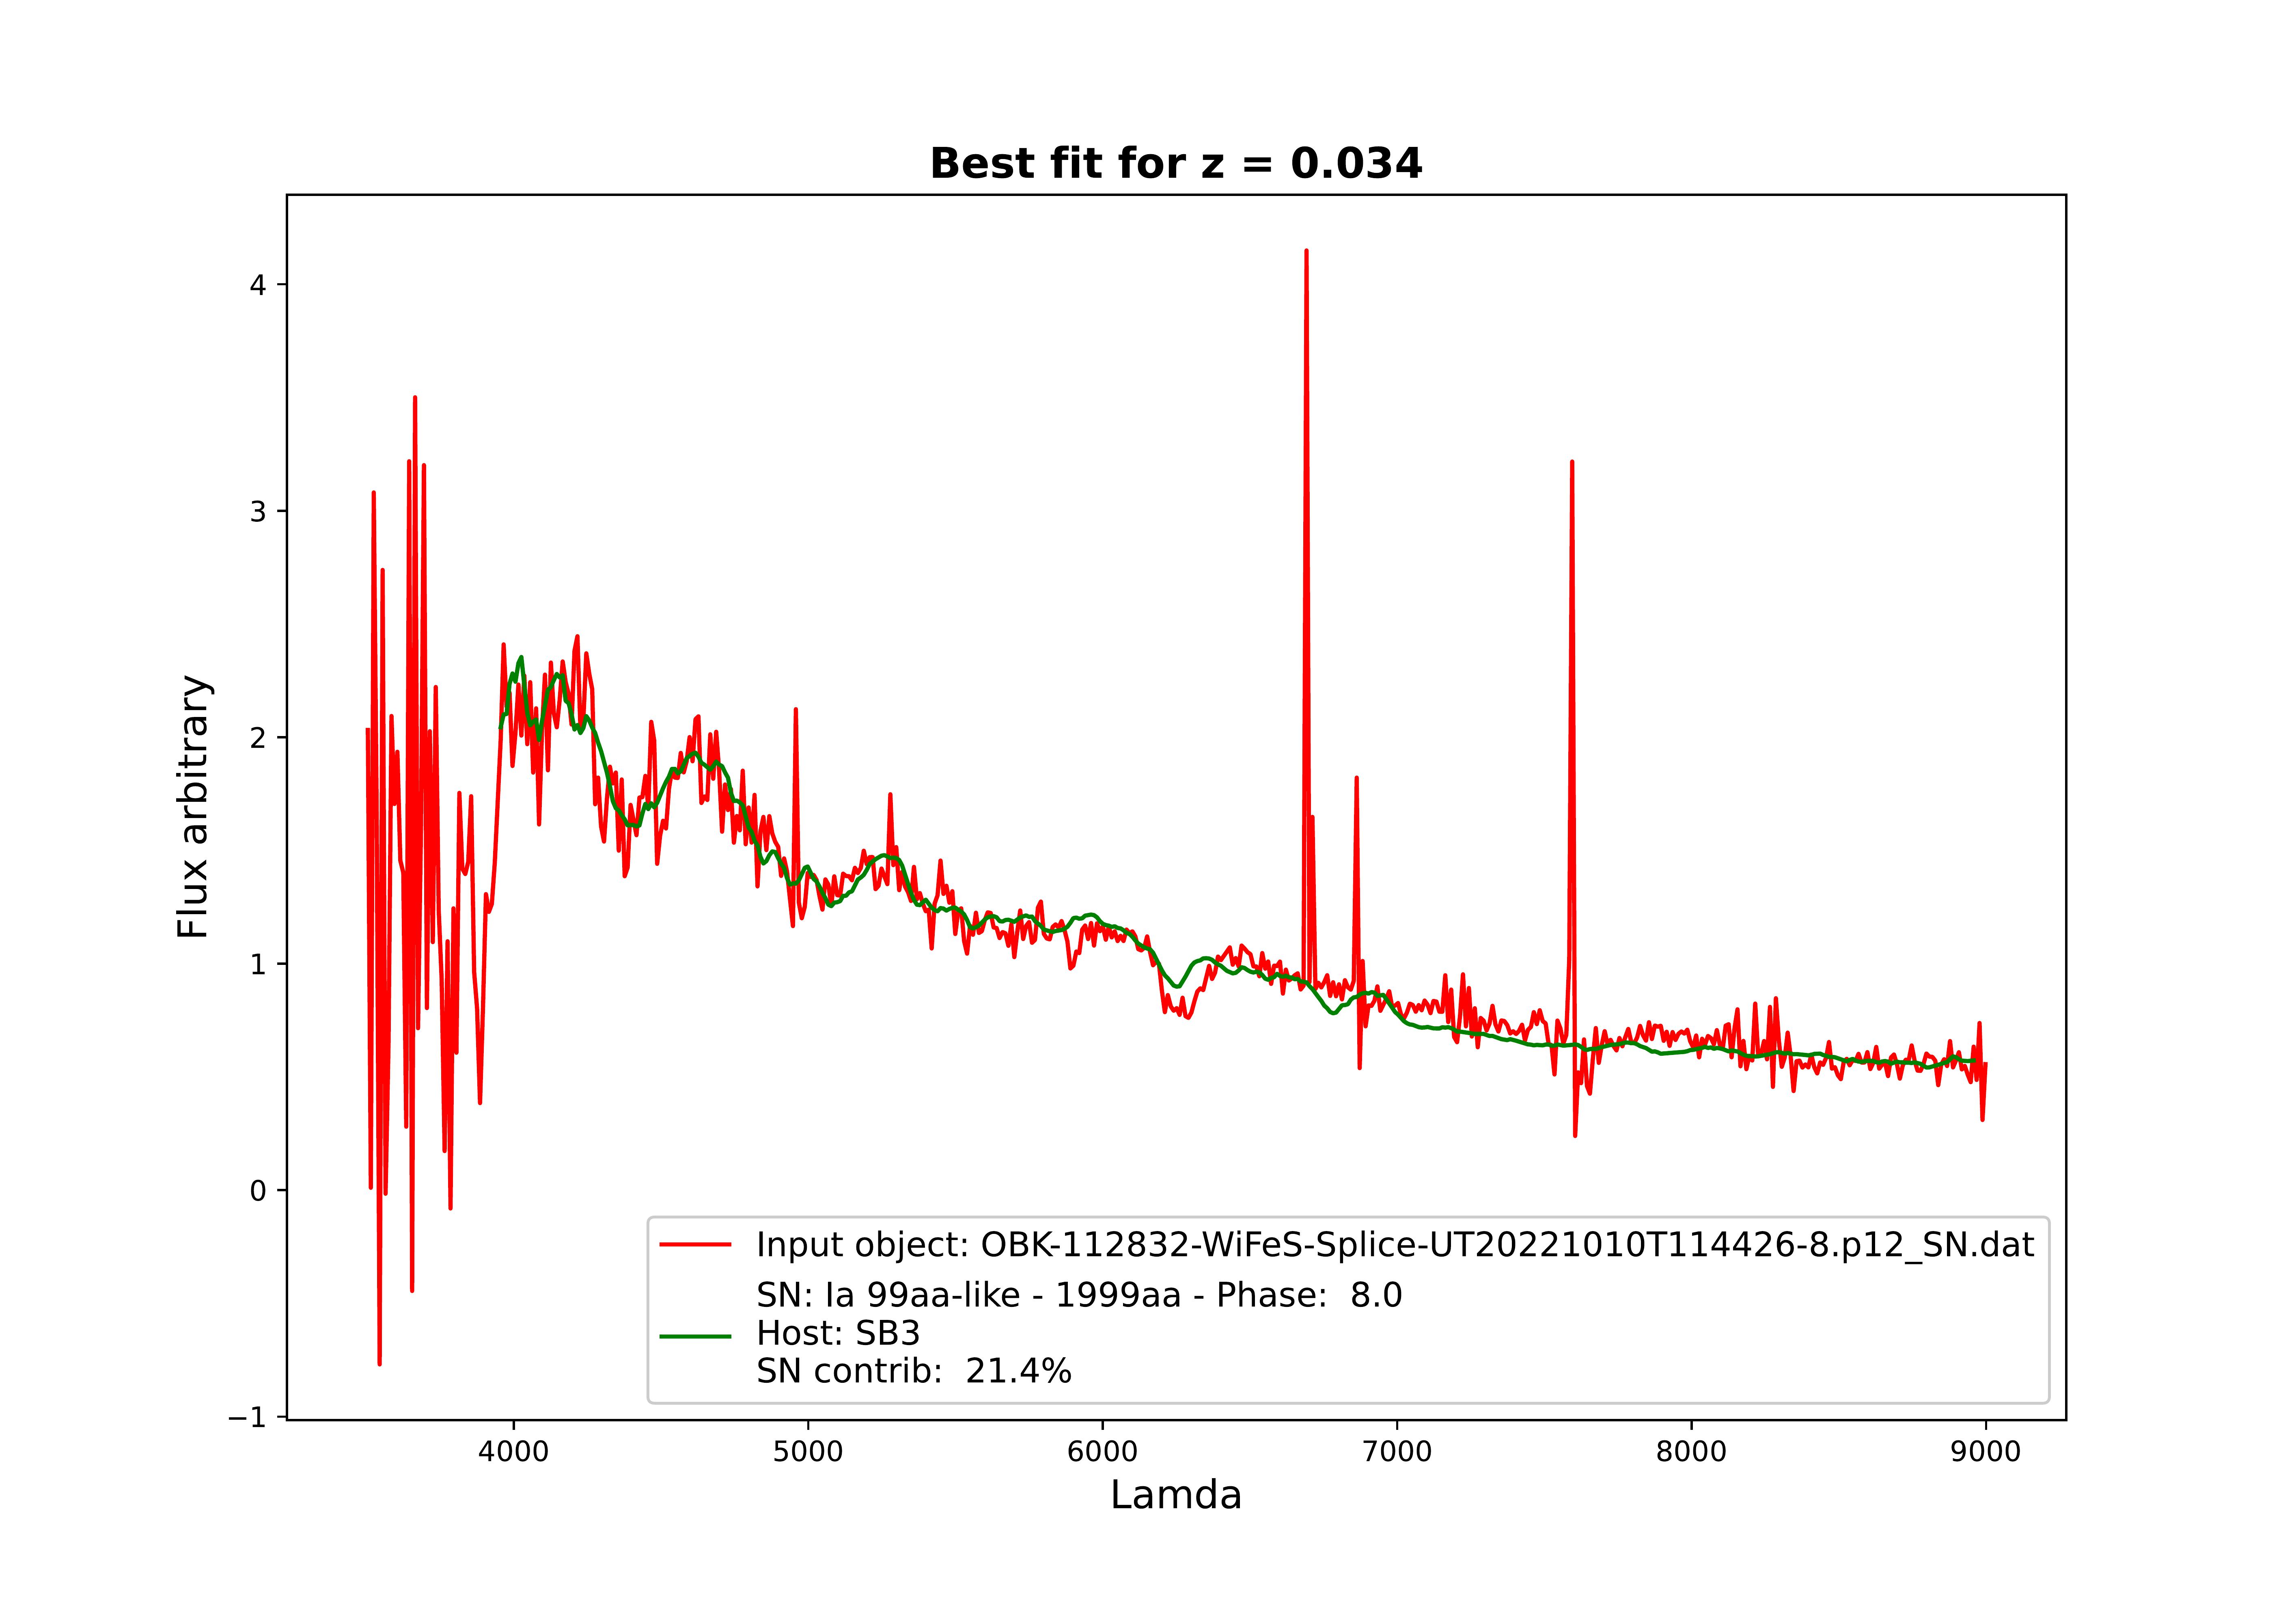 Best fit for z = 0.034
Flux arbitrary
4
3
2
1
0
−1
Input object: OBK-112832-WiFeS-Splice-UT20221010T114426-8.p12_SN.dat
SN: Ia 99aa-like - 1999aa - Phase:  8.0
Host: SB3
SN contrib:  21.4%
4000 5000 6000 7000 8000 9000
Lamda